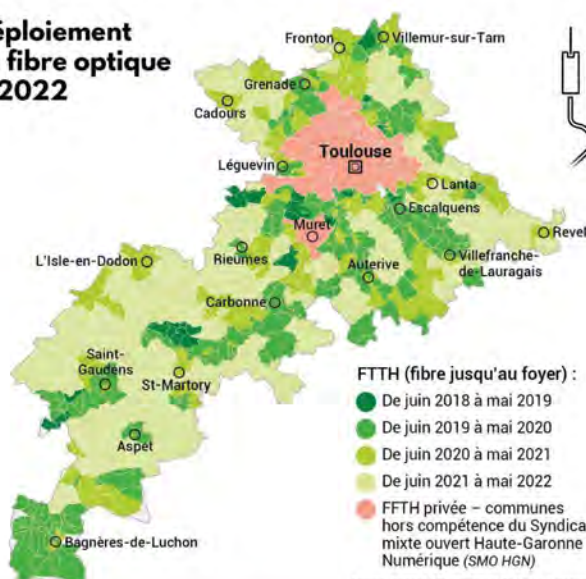 éploiement
fibre optique
2022
Fronton
Villemur-sur-Tarn
Grenade
Cadours
Toulouse
Léguevin
Lanta
Escalquens
Muret
Revel
L'Isle-en-Dodon
Rieumes
Villefranche-
de-Lauragais
Auterive
Carbonne
Saint-
Gaudens
St-Martory
Aspet
Bagnères-de-Luchon
FTTH (fibre jusqu'au foyer) :
De juin 2018 à mai 2019
De juin 2019 à mai 2020
De juin 2020 à mai 2021
De juin 2021 à mai 2022
FFTH privée – communes
hors compétence du Syndica
mixte ouvert Haute-Garonne
Numérique (SMO HGN)